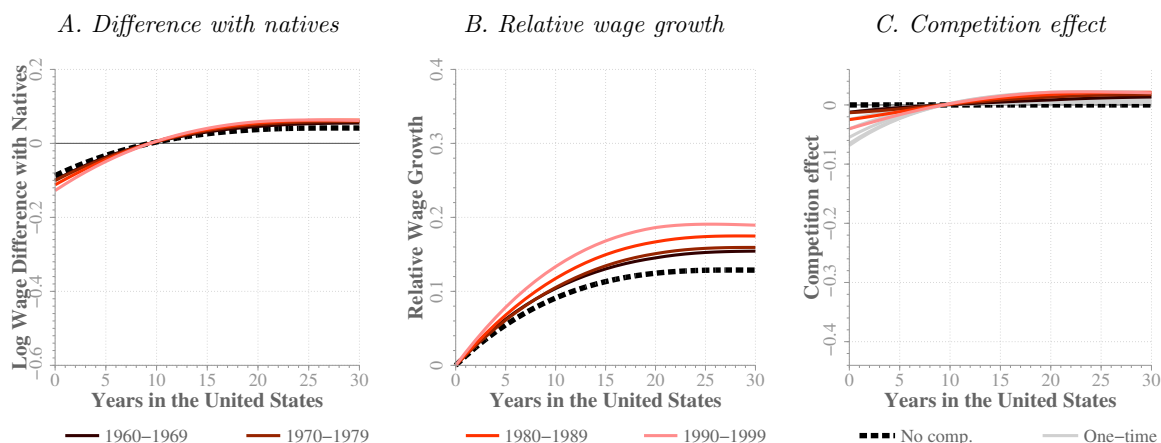 A. Difference with natives
B. Relative wage growth
C. Competition effect
Log Wage Difference with Natives
0.2
0
−0.2
−0.4
−0.6
0 5 10 15 20 25 30
Years in the United States
Relative Wage Growth
0.4
0.3
0.2
0.1
0
0 5 10 15 20 25 30
Years in the United States
Competition effect
0
−0.1
−0.2
−0.3
−0.4
0 5 10 15 20 25 30
Years in the United States
1960−1969 1970−1979 1980−1989 1990−1999 No comp. One−time